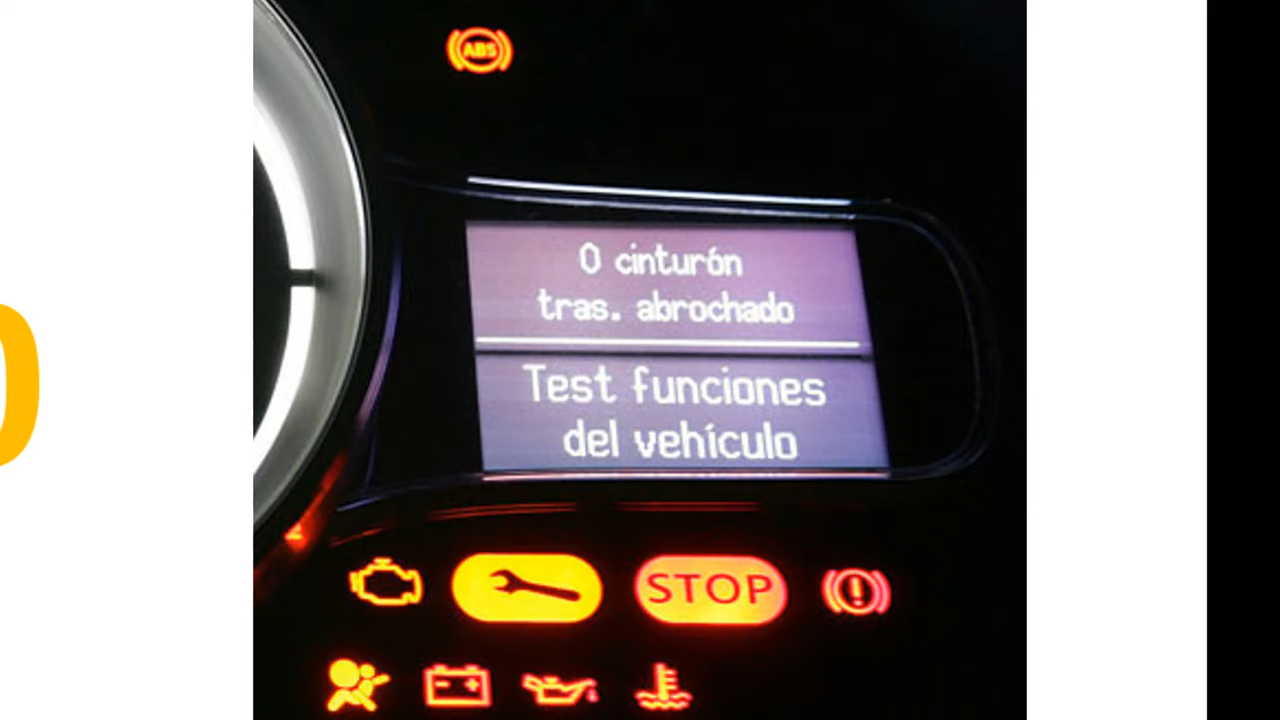 ABS
0 cinturón
tras. abrochado
Test funciones
del vehículo
STOP